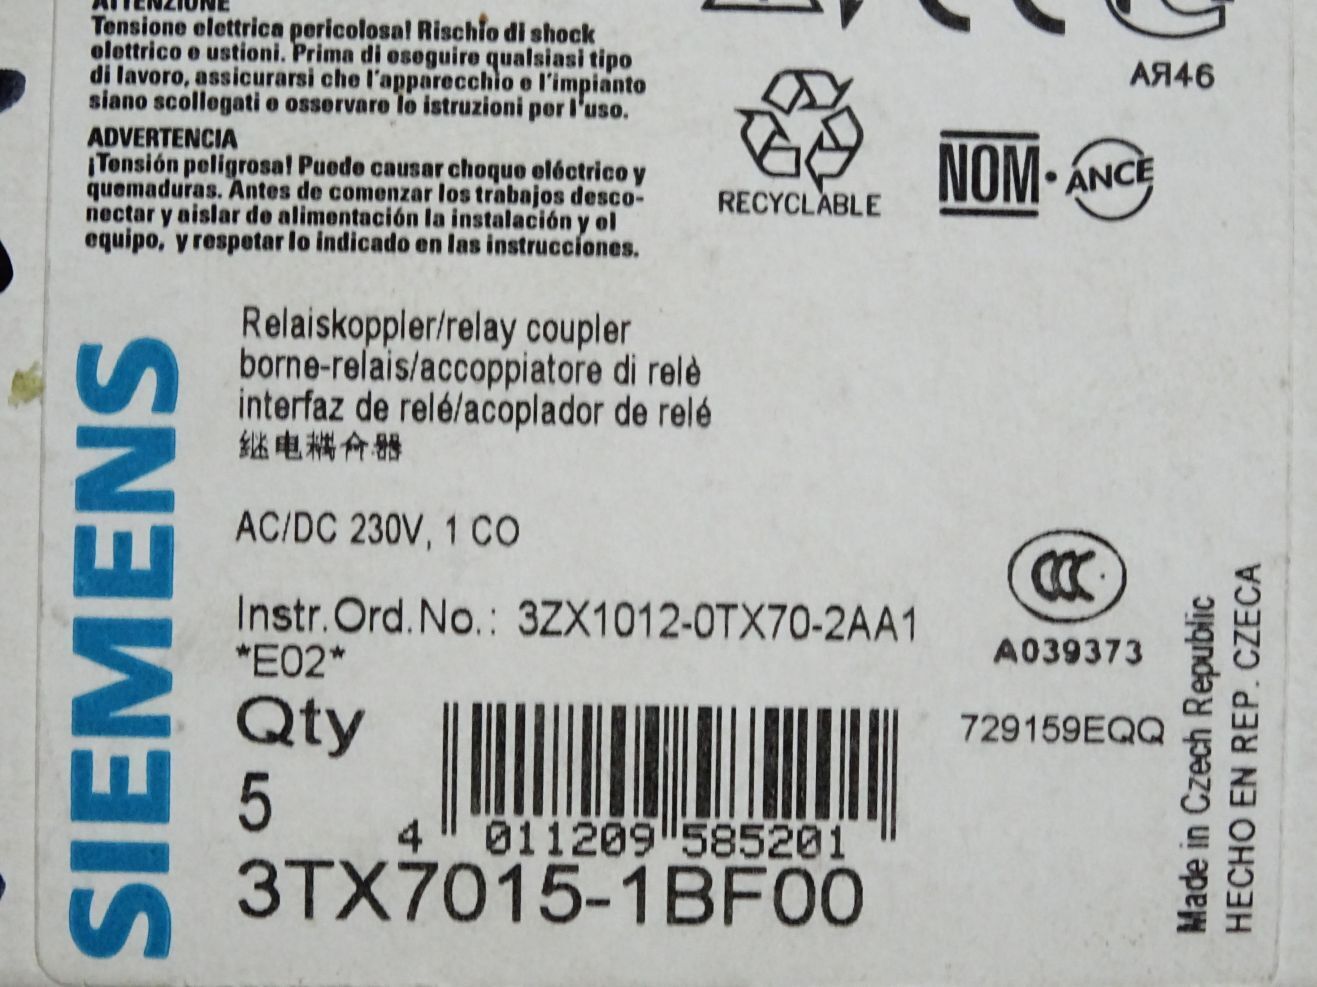 ATTENZIONE
Tensione elettrica pericolosa! Rischio di shock
elettrico e ustioni. Prima di eseguire qualsiasi tipo
di lavoro, assicurarsi che l'apparecchio e l'impianto
siano scollegati e osservare le istruzioni per l'uso.
ADVERTENCIA
¡Tensión peligrosa! Puede causar choque eléctrico y
quemaduras. Antes de comenzar los trabajos desco-
nectar y aislar de alimentación la instalación y el
equipo, y respetar lo indicado en las instrucciones.
AЯ46
RECYCLABLE
NOM·ANCE
SIEMENS
Relaiskoppler/relay coupler
borne-relais/accoppiatore di relè
interfaz de relé/acoplador de relé
继电耦合器
AC/DC 230V, 1 CO
Instr.Ord.No.: 3ZX1012-0TX70-2AA1
*E02*
Qty
5
4 011209 585201
3TX7015-1BF00
CCC
A039373
729159EQQ
Made in Czech Republic
HECHO EN REP. CZECA